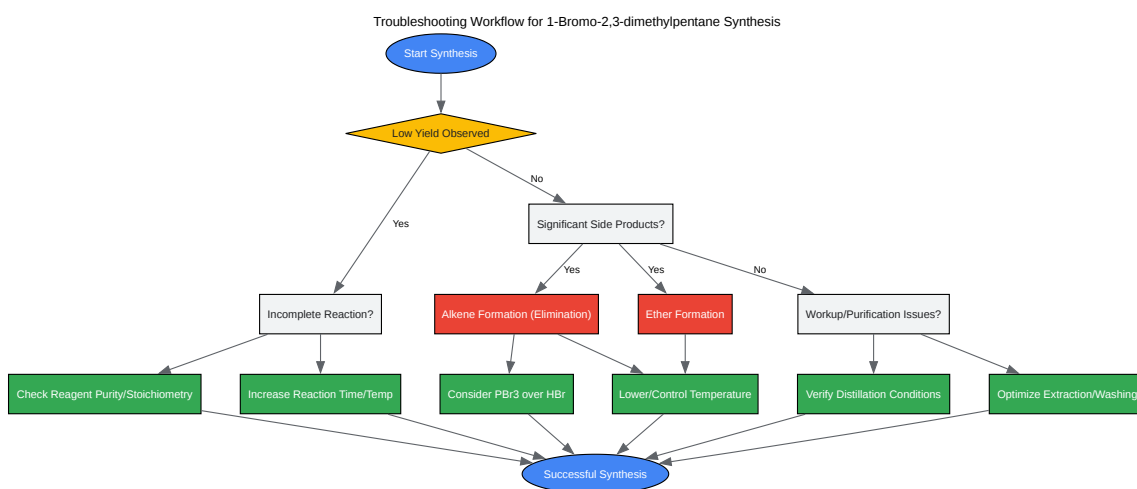 Troubleshooting Workflow for 1-Bromo-2,3-dimethylpentane Synthesis
Start Synthesis
Low Yield Observed
No
Yes
Significant Side Products?
Yes
Yes
No
Incomplete Reaction?
Alkene Formation (Elimination)
Ether Formation
Workup/Purification Issues?
Check Reagent Purity/Stoichiometry
Increase Reaction Time/Temp
Consider PBr3 over HBr
Lower/Control Temperature
Verify Distillation Conditions
Optimize Extraction/Washing
Successful Synthesis